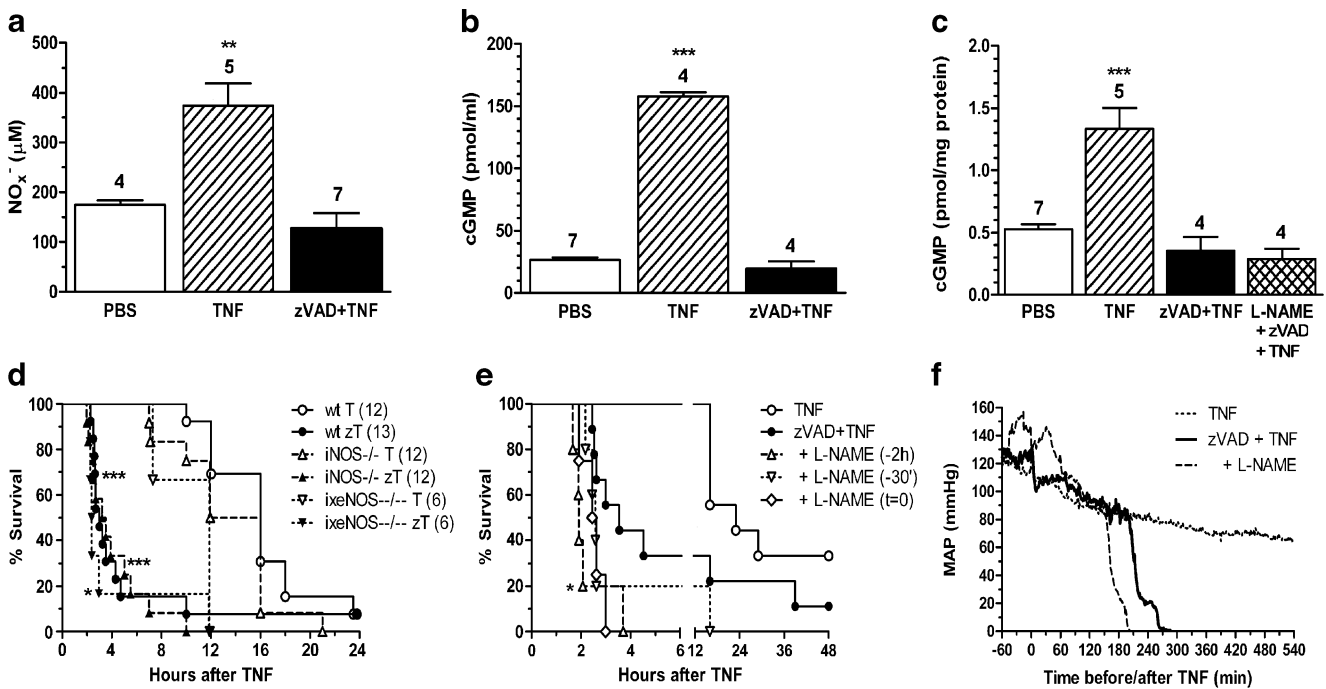 a
500
400
300
200
100
0
NOx⁻ (µM)
4
**
5
7
PBS
TNF
zVAD+TNF
b
200
150
100
50
0
cGMP (pmol/ml)
7
***
4
4
PBS
TNF
zVAD+TNF
c
2.0
1.5
1.0
0.5
0.0
cGMP (pmol/mg protein)
7
***
5
4
4
PBS
TNF
zVAD+TNF
L-NAME
+ zVAD
+ TNF
d
100
80
60
40
20
0
% Survival
***
***
*
wt T (12)
wt zT (13)
iNOS-/- T (12)
iNOS-/- zT (12)
ixeNOS--/-- T (6)
ixeNOS--/-- zT (6)
0 4 8 12 16 20 24
Hours after TNF
e
100
80
60
40
20
0
% Survival
*
TNF
zVAD+TNF
+ L-NAME (-2h)
+ L-NAME (-30')
+ L-NAME (t=0)
0 2 4 6 12 24 36 48
Hours after TNF
f
160
140
120
100
80
60
40
20
0
MAP (mmHg)
TNF
zVAD + TNF
+ L-NAME
-60 0 60 120 180 240 300 360 420 480 540
Time before/after TNF (min)